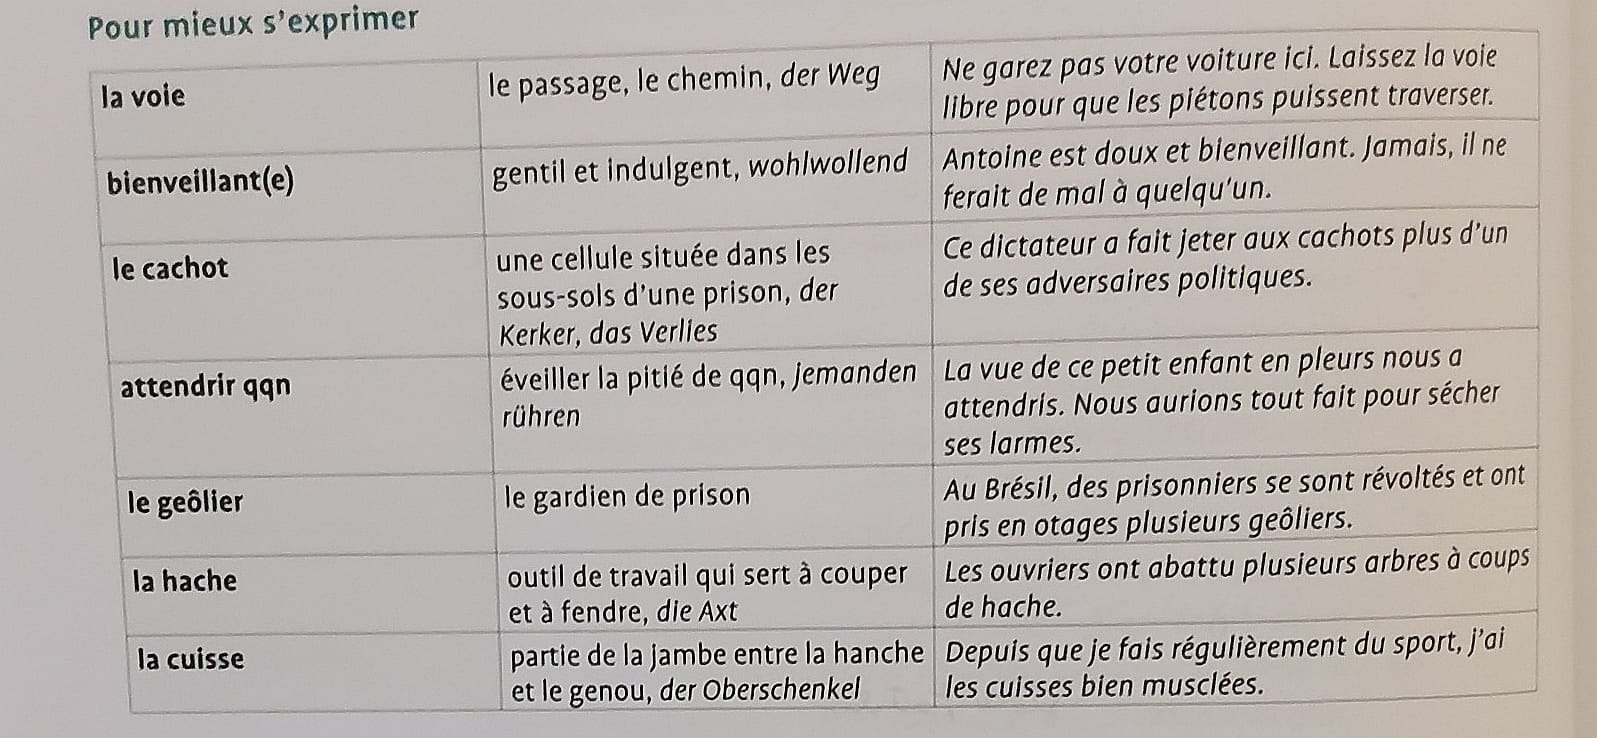 Pour mieux s'exprimer
la voie
le passage, le chemin, der Weg
Ne garez pas votre voiture ici. Laissez la voie
libre pour que les piétons puissent traverser.
bienveillant(e)
gentil et indulgent, wohlwollend
Antoine est doux et bienveillant. Jamais, il ne
ferait de mal à quelqu'un.
le cachot
une cellule située dans les
sous-sols d'une prison, der
Kerker, das Verlies
Ce dictateur a fait jeter aux cachots plus d'un
de ses adversaires politiques.
attendrir qqn
éveiller la pitié de qqn, jemanden
rühren
La vue de ce petit enfant en pleurs nous a
attendris. Nous aurions tout fait pour sécher
ses larmes.
le geôlier
le gardien de prison
Au Brésil, des prisonniers se sont révoltés et ont
pris en otages plusieurs geôliers.
la hache
outil de travail qui sert à couper
et à fendre, die Axt
Les ouvriers ont abattu plusieurs arbres à coups
de hache.
la cuisse
partie de la jambe entre la hanche
et le genou, der Oberschenkel
Depuis que je fais régulièrement du sport, j'ai
les cuisses bien musclées.